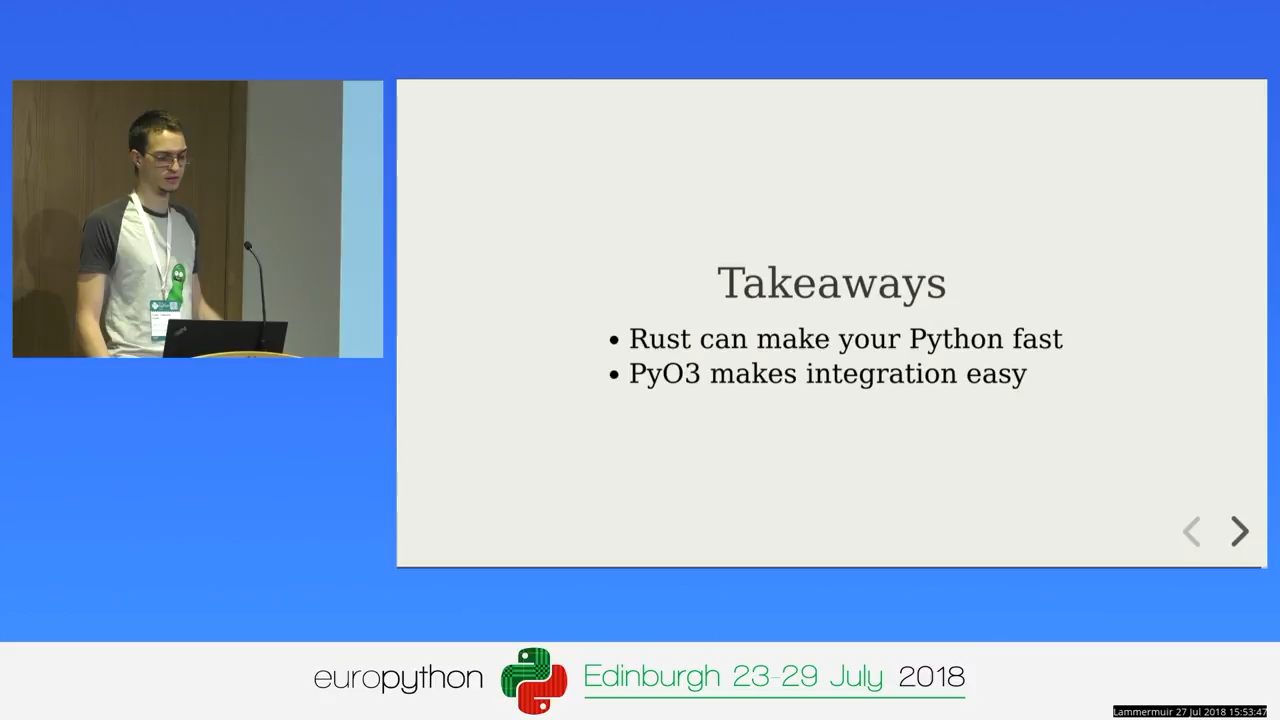 Takeaways
• Rust can make your Python fast
• PyO3 makes integration easy
europython Edinburgh 23-29 July 2018
Lammermuir 27 Jul 2018 15:53:47